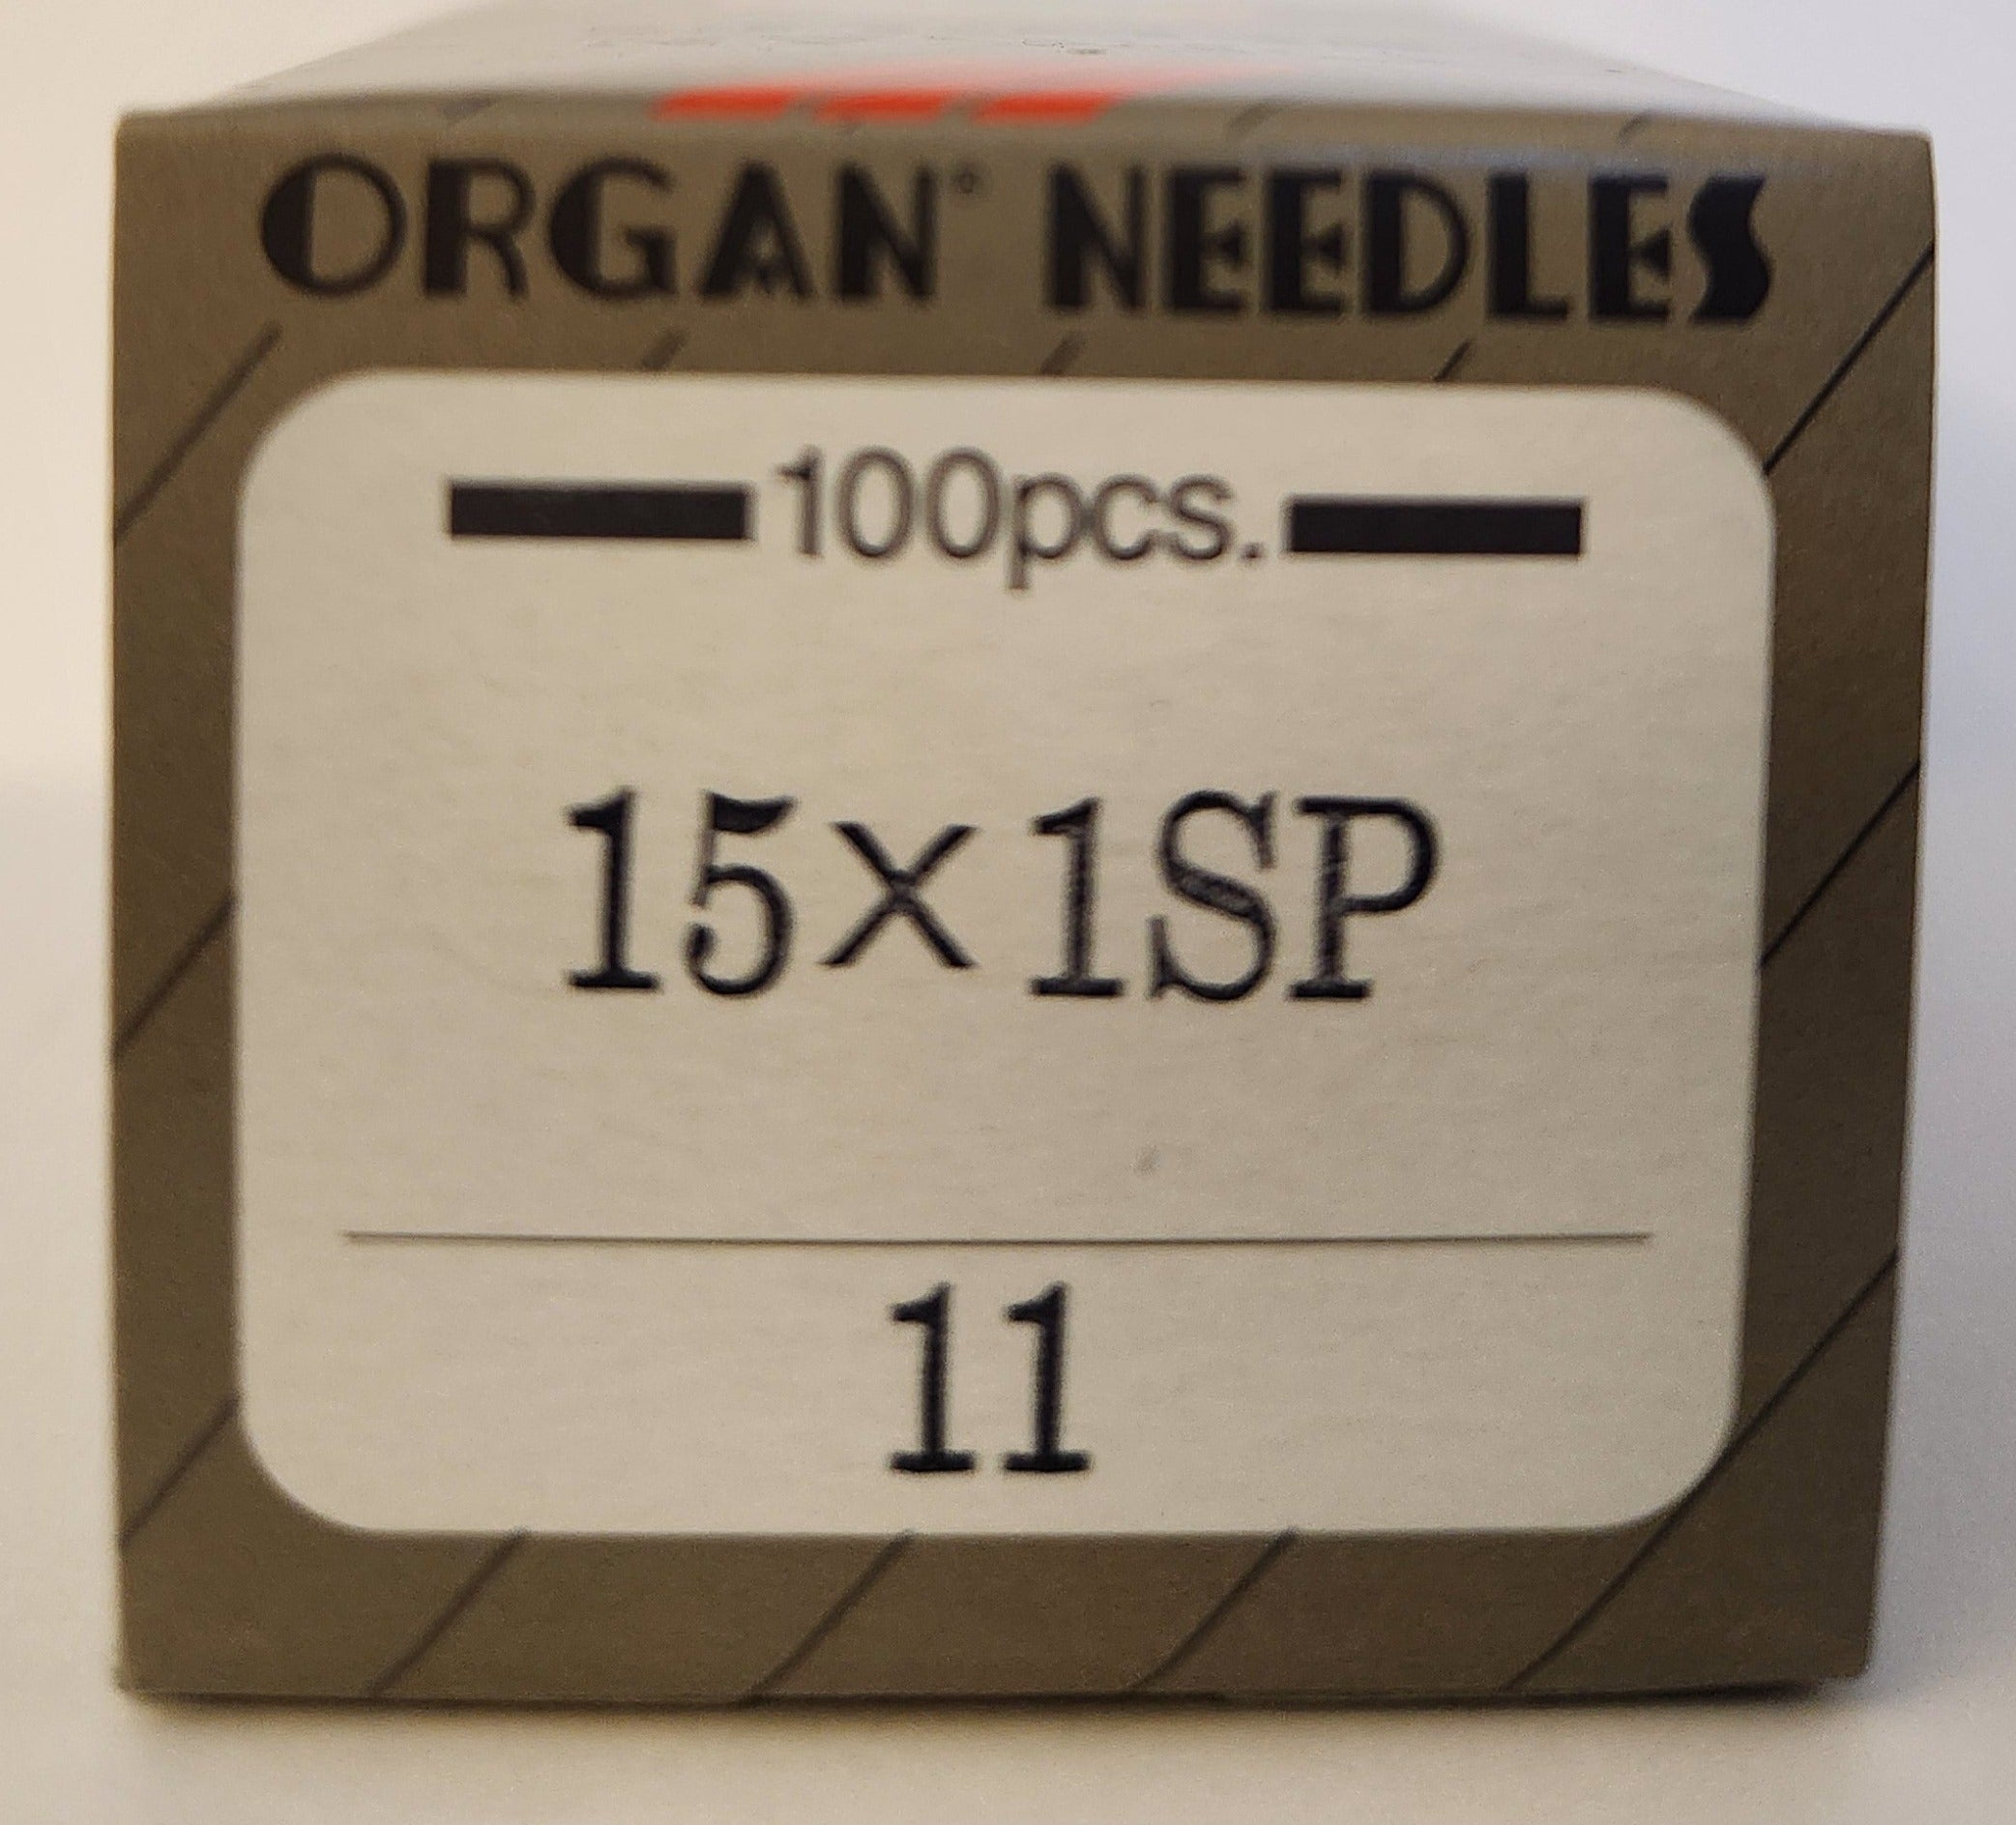 ORGAN® NEEDLES
100pcs.
15×1SP
11